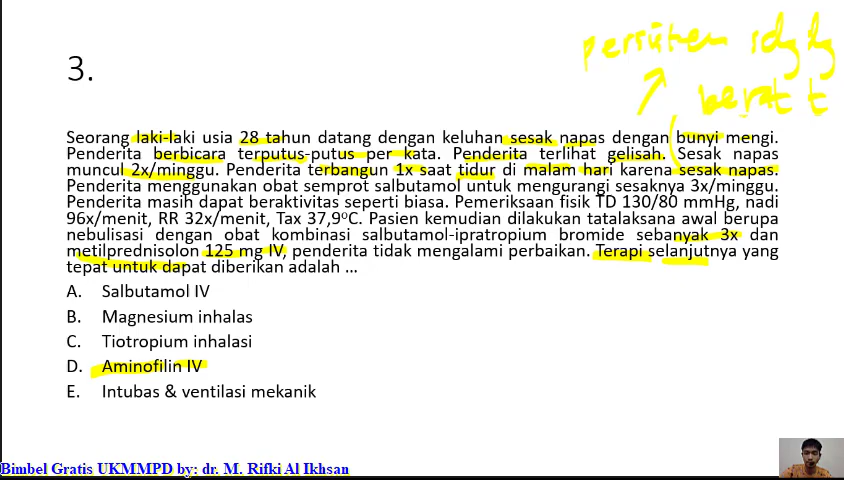 persisten sdg dg
berat t
3.
Seorang laki-laki usia 28 tahun datang dengan keluhan sesak napas dengan bunyi mengi.
Penderita berbicara terputus-putus per kata. Penderita terlihat gelisah. Sesak napas
muncul 2x/minggu. Penderita terbangun 1x saat tidur di malam hari karena sesak napas.
Penderita menggunakan obat semprot salbutamol untuk mengurangi sesaknya 3x/minggu.
Penderita masih dapat beraktivitas seperti biasa. Pemeriksaan fisik TD 130/80 mmHg, nadi
96x/menit, RR 32x/menit, Tax 37,9⁰C. Pasien kemudian dilakukan tatalaksana awal berupa
nebulisasi dengan obat kombinasi salbutamol-ipratropium bromide sebanyak 3x dan
metilprednisolon 125 mg IV, penderita tidak mengalami perbaikan. Terapi selanjutnya yang
tepat untuk dapat diberikan adalah ...
A. Salbutamol IV
B. Magnesium inhalas
C. Tiotropium inhalasi
D. Aminofilin IV
E. Intubas & ventilasi mekanik
Bimbel Gratis UKMMPD by: dr. M. Rifki Al Ikhsan